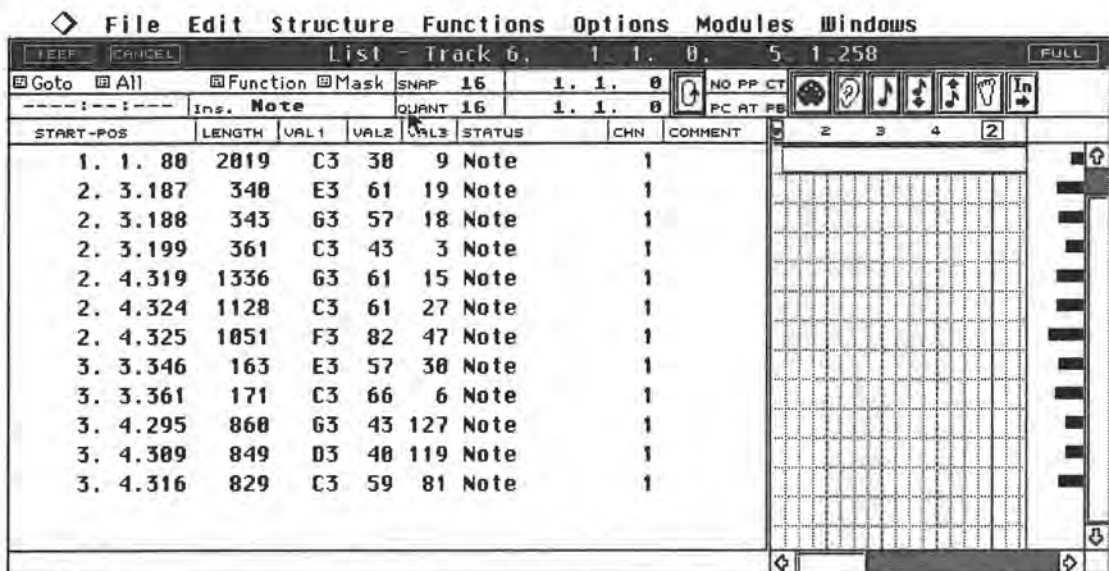 File Edit Structure Functions Options Modules Windows
KEEP CANCEL List - Track 6, 1. 1. 0, 5. 1.258 FULL
Goto All Function Mask SNAP 16 1. 1. 0 NO PP CT In
----:--:--- Ins. Note QUANT 16 1. 1. 0 PC AT PB
START-POS LENGTH VAL1 VAL2 VAL3 STATUS CHN COMMENT 2 3 4 2
1. 1. 80 2019 C3 30 9 Note 1
2. 3.187 340 E3 61 19 Note 1
2. 3.188 343 G3 57 18 Note 1
2. 3.199 361 C3 43 3 Note 1
2. 4.319 1336 G3 61 15 Note 1
2. 4.324 1128 C3 61 27 Note 1
2. 4.325 1051 F3 82 47 Note 1
3. 3.346 163 E3 57 30 Note 1
3. 3.361 171 C3 66 6 Note 1
3. 4.295 860 G3 43 127 Note 1
3. 4.309 849 D3 40 119 Note 1
3. 4.316 829 C3 59 81 Note 1